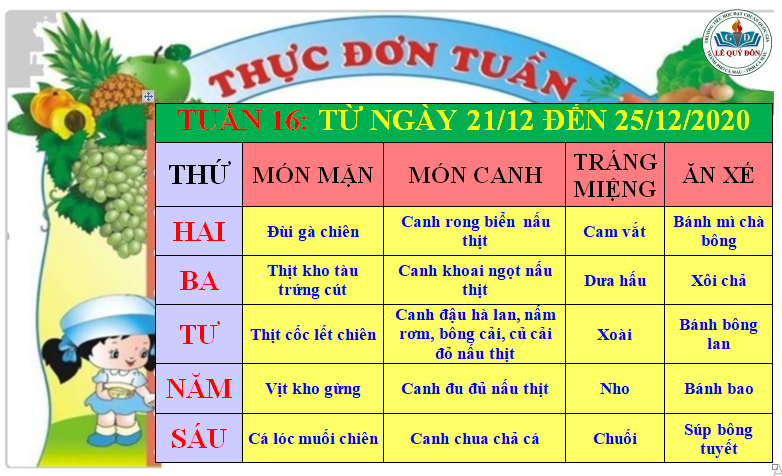 THỰC ĐƠN TUẦN
LÊ QUÝ ĐÔN
TUẦN 16: TỪ NGÀY 21/12 ĐẾN 25/12/2020
THỨ
MÓN MẶN
MÓN CANH
TRÁNG
MIỆNG
ĂN XẾ
HAI
Đùi gà chiên
Canh rong biển nấu
thịt
Cam vắt
Bánh mì chà
bông
BA
Thịt kho tàu
trứng cút
Canh khoai ngọt nấu
thịt
Dưa hấu
Xôi chả
TƯ
Thịt cốc lết chiên
Canh đậu hà lan, nấm
rơm, bông cải, củ cải
đỏ nấu thịt
Xoài
Bánh bông
lan
NĂM
Vịt kho gừng
Canh đu đủ nấu thịt
Nho
Bánh bao
SÁU
Cá lóc muối chiên
Canh chua chả cá
Chuối
Súp bông
tuyết